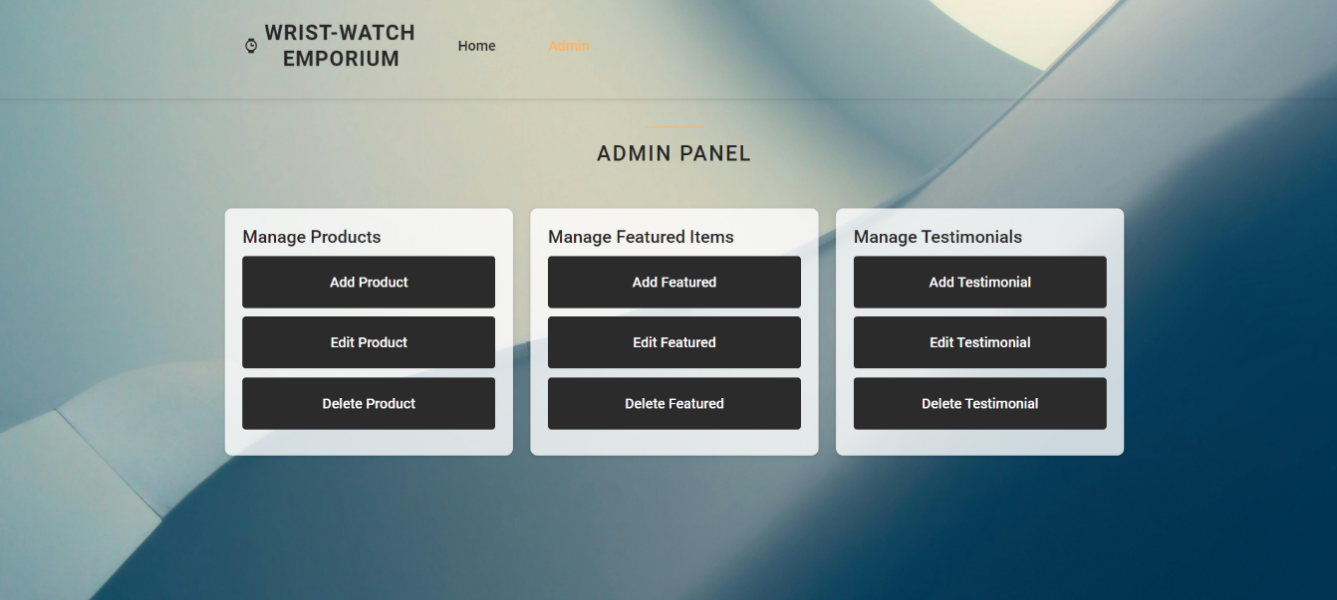 WRIST-WATCH
EMPORIUM
Home
Admin
ADMIN PANEL
Manage Products
Add Product
Edit Product
Delete Product
Manage Featured Items
Add Featured
Edit Featured
Delete Featured
Manage Testimonials
Add Testimonial
Edit Testimonial
Delete Testimonial